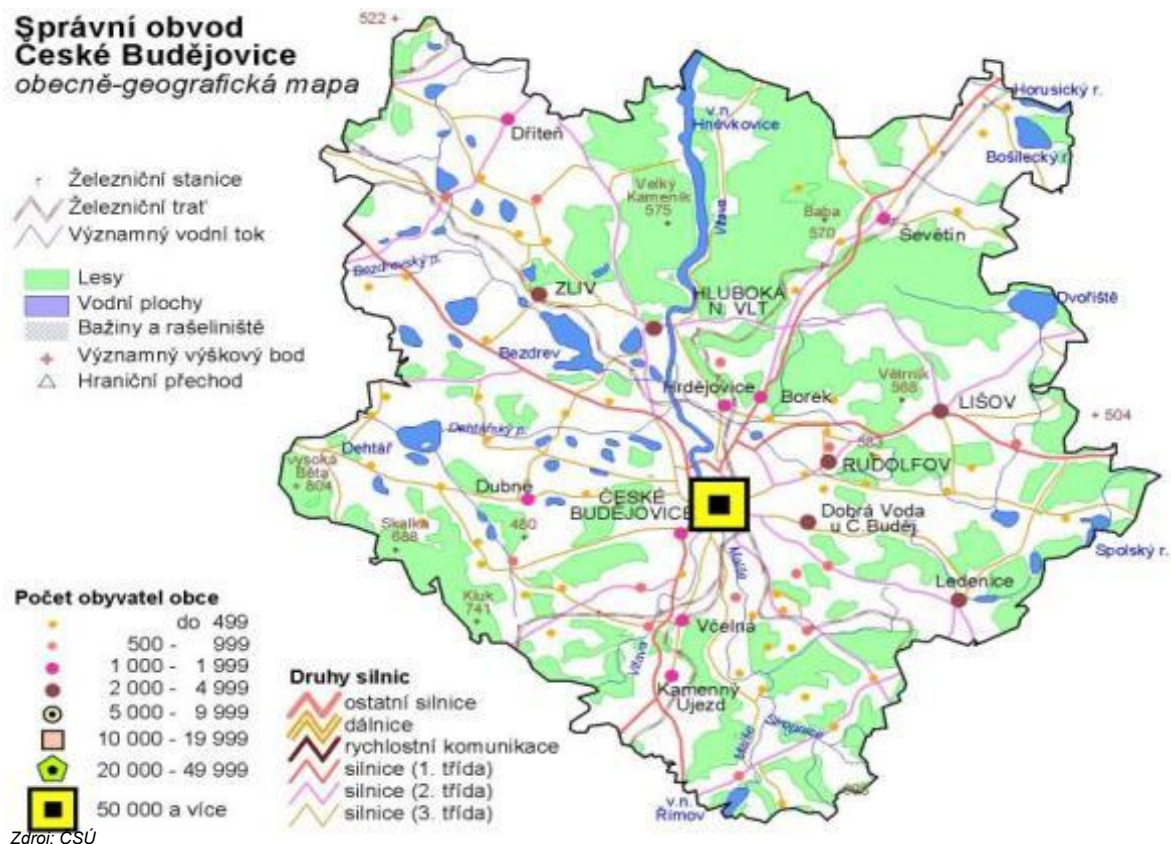 Správní obvod
České Budějovice
obecně-geografická mapa
Železniční stanice
Železniční trať
Významný vodní tok
Lesy
Vodní plochy
Bažiny a rašeliniště
Významný výškový bod
Hraniční přechod
522
Dříteň
v.n.
Hněvkovice
Horusický r.
Bošilecký r.
Velký
Kameník
575
Vltava
Baba
570
Ševětín
Bezdrevský p.
ZLIV
HLUBOKÁ
N. VLT
Dvořiště
Bezdrev
Hrdějovice
Borek
Větrník
568
LIŠOV
504
Dehtář
Dehtářský p.
583
RUDOLFOV
Vysoká
Běta
804
Dubné
ČESKÉ
BUDĚJOVICE
Dobrá Voda
u Č.Buděj.
Skalka
688
480
Malše
Spolský r.
Ledenice
Kluk
741
Včelná
Vltava
Kamenný
Újezd
Stropnice
Malše
v.n.
Římov
Počet obyvatel obce
do 499
500 - 999
1 000 - 1 999
2 000 - 4 999
5 000 - 9 999
10 000 - 19 999
20 000 - 49 999
50 000 a více
Druhy silnic
ostatní silnice
dálnice
rychlostní komunikace
silnice (1. třída)
silnice (2. třída)
silnice (3. třída)
Zdroj: ČSÚ